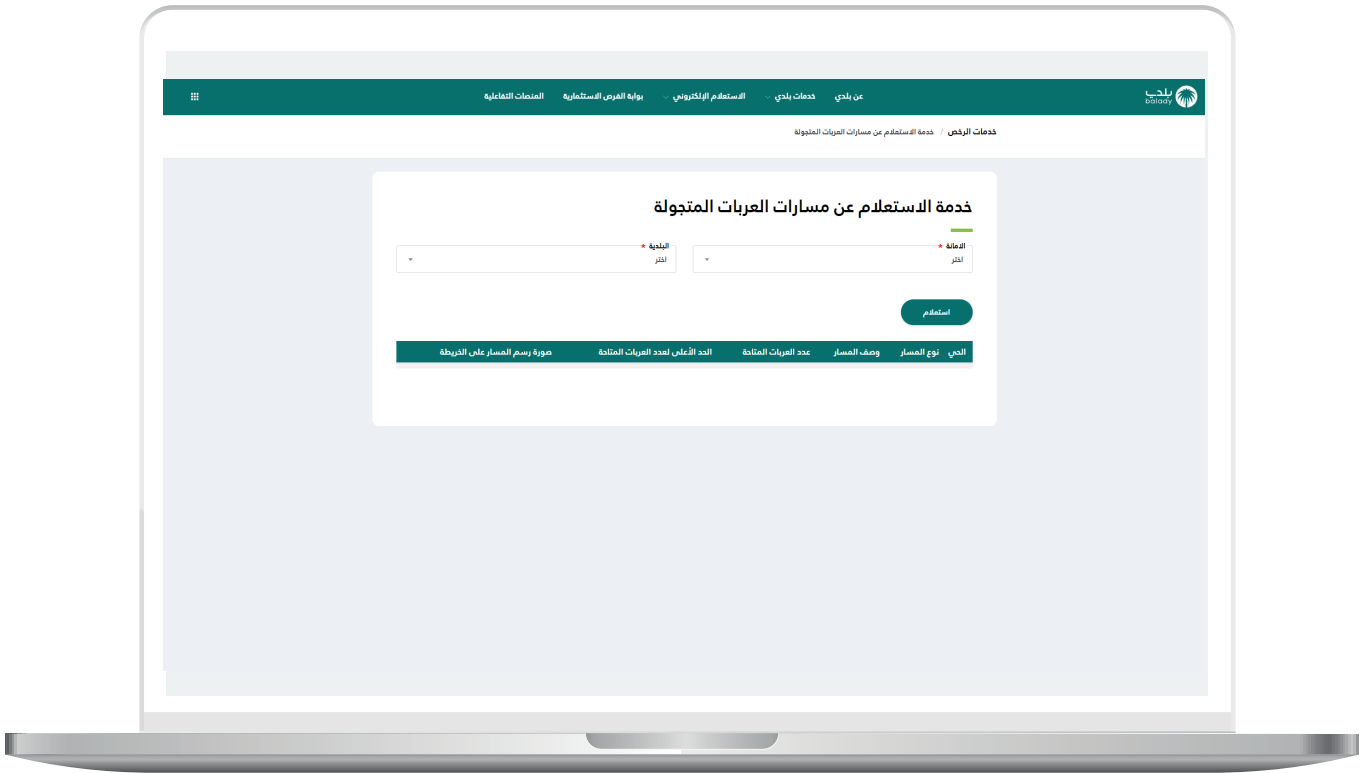 بلدي
balady
عن بلدي خدمات بلدي الاستعلام الإلكتروني بوابة الفرص الاستثمارية المنصات التفاعلية
خدمات الرخص / خدمة الاستعلام عن مسارات العربات المتجولة
خدمة الاستعلام عن مسارات العربات المتجولة
الامانة * البلدية *
اختر اختر
استعلام
الحي نوع المسار وصف المسار عدد العربات المتاحة الحد الأعلى لعدد العربات المتاحة صورة رسم المسار على الخريطة